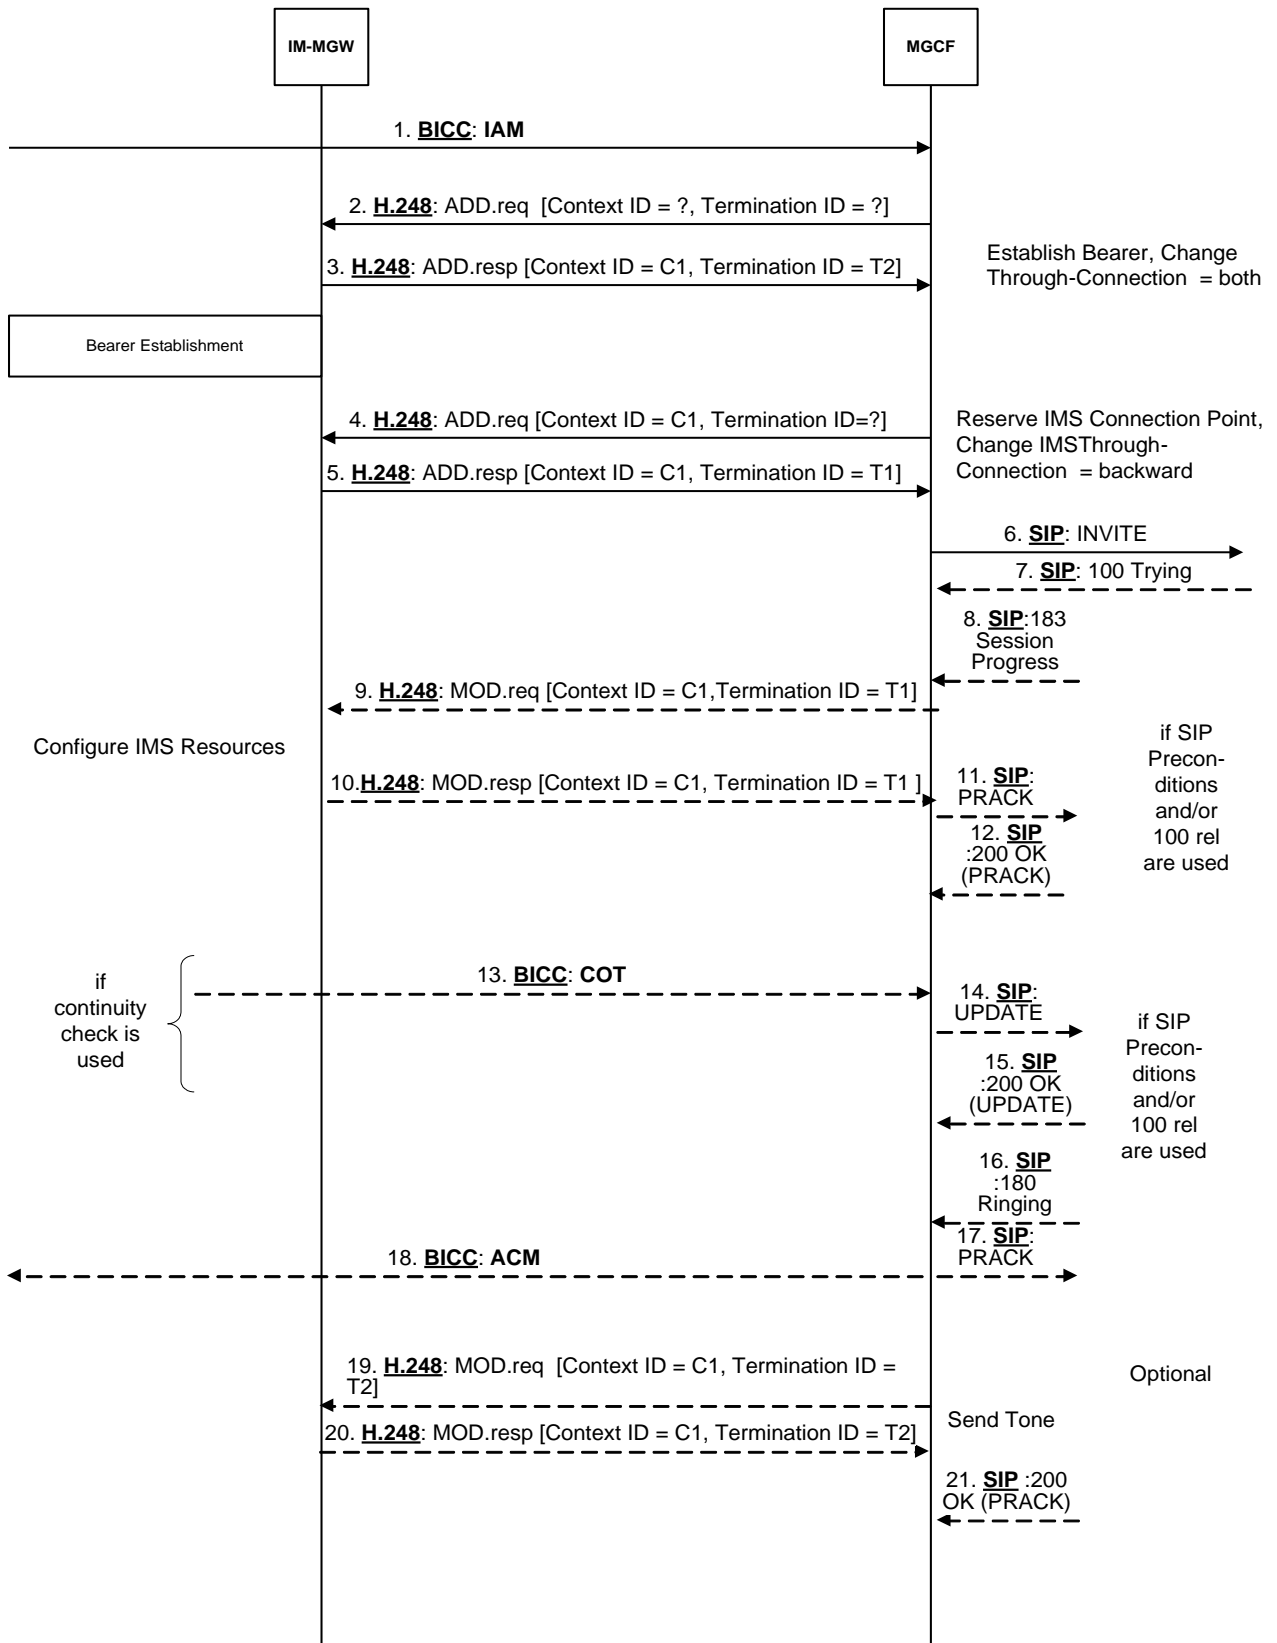 IM-MGW
MGCF
1. BICC: IAM
2. H.248: ADD.req  [Context ID = ?, Termination ID = ?]
3. H.248: ADD.resp [Context ID = C1, Termination ID = T2]
Establish Bearer, Change
Through-Connection  = both
Bearer Establishment
4. H.248: ADD.req [Context ID = C1, Termination ID=?]
5. H.248: ADD.resp [Context ID = C1, Termination ID = T1]
Reserve IMS Connection Point,
Change IMSThrough-
Connection  = backward
6. SIP: INVITE
7. SIP: 100 Trying
8. SIP:183
Session
Progress
9. H.248: MOD.req [Context ID = C1,Termination ID = T1]
Configure IMS Resources
10.H.248: MOD.resp [Context ID = C1, Termination ID = T1 ]
11. SIP:
PRACK
12. SIP
:200 OK
(PRACK)
if SIP
Precon-
ditions
and/or
100 rel
are used
if
continuity
check is
used
13. BICC: COT
14. SIP:
UPDATE
15. SIP
:200 OK
(UPDATE)
if SIP
Precon-
ditions
and/or
100 rel
are used
16. SIP
:180
Ringing
17. SIP:
PRACK
18. BICC: ACM
19. H.248: MOD.req  [Context ID = C1, Termination ID =
T2]
Optional
Send Tone
20. H.248: MOD.resp [Context ID = C1, Termination ID = T2]
21. SIP :200
OK (PRACK)